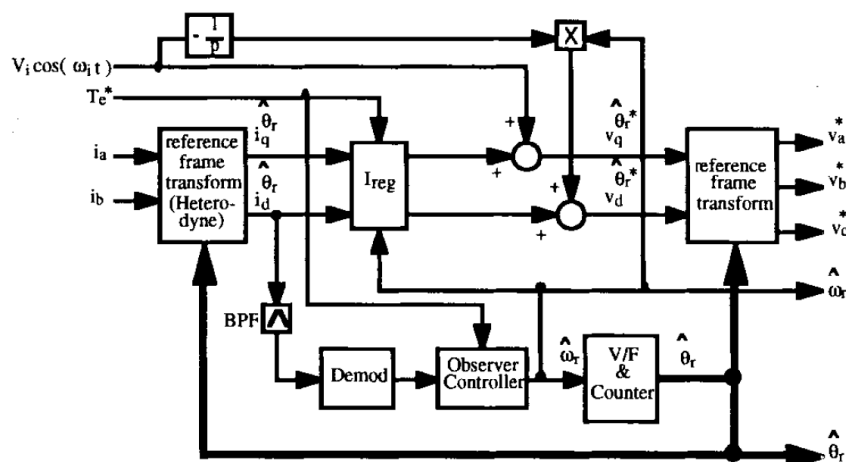 - 1/p
X
V_i cos( ω_i t )
T_e*
i_a
i_b
reference
frame
transform
(Hetero-
dyne)
i_q^θ̂_r
i_d^θ̂_r
I_reg
+
+
+
+
v_q^θ̂_r*
v_d^θ̂_r*
reference
frame
transform
v_a*
v_b*
v_c*
ω̂_r
BPF
Demod
Observer
Controller
ω̂_r
V/F
&
Counter
θ̂_r
θ̂_r